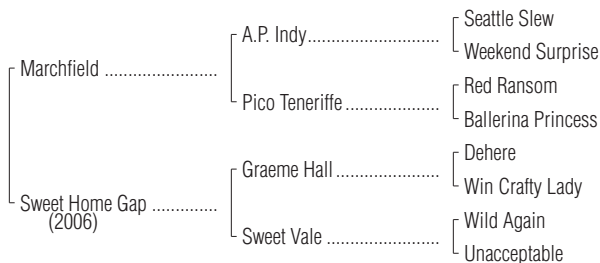 Seattle Slew
A.P. Indy..............................
Weekend Surprise
Marchfield .........................
Red Ransom
Pico Teneriffe .....................
Ballerina Princess
Dehere
Graeme Hall .......................
Win Crafty Lady
Sweet Home Gap ...............
(2006)
Wild Again
Sweet Vale .........................
Unacceptable